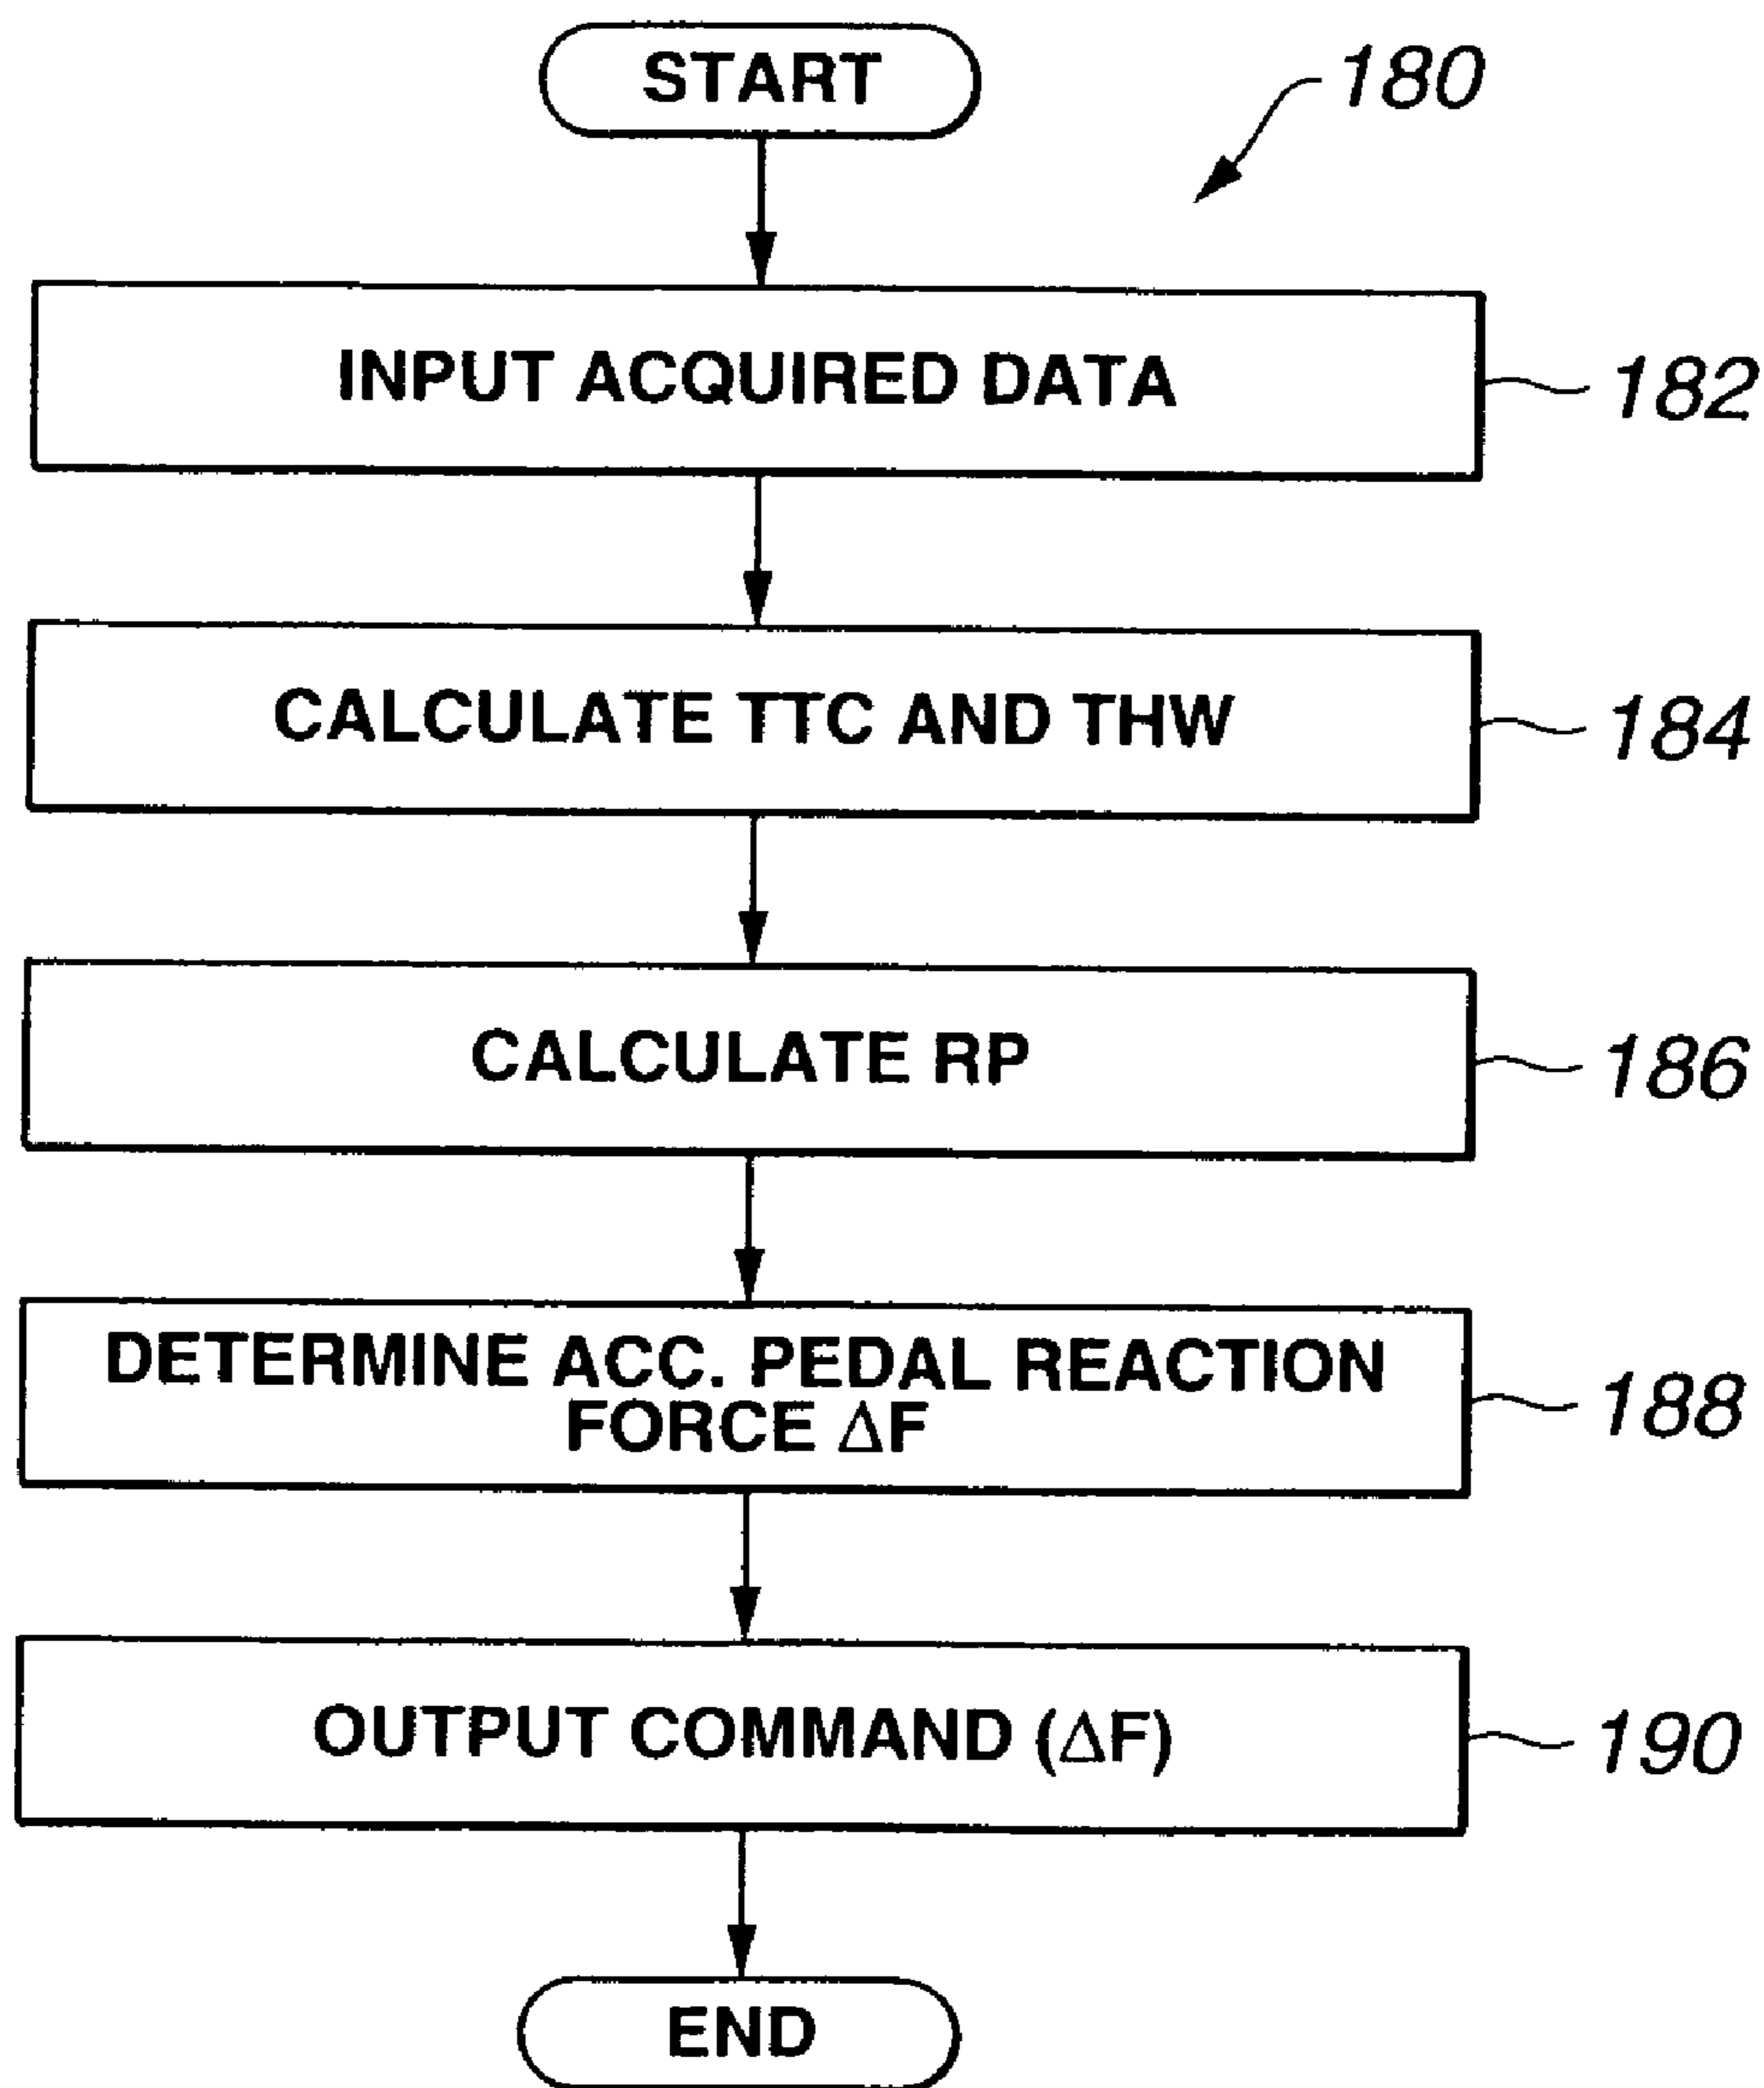 START
180
INPUT ACQUIRED DATA
182
CALCULATE TTC AND THW
184
CALCULATE RP
186
DETERMINE ACC. PEDAL REACTION
FORCE ΔF
188
OUTPUT COMMAND (ΔF)
190
END